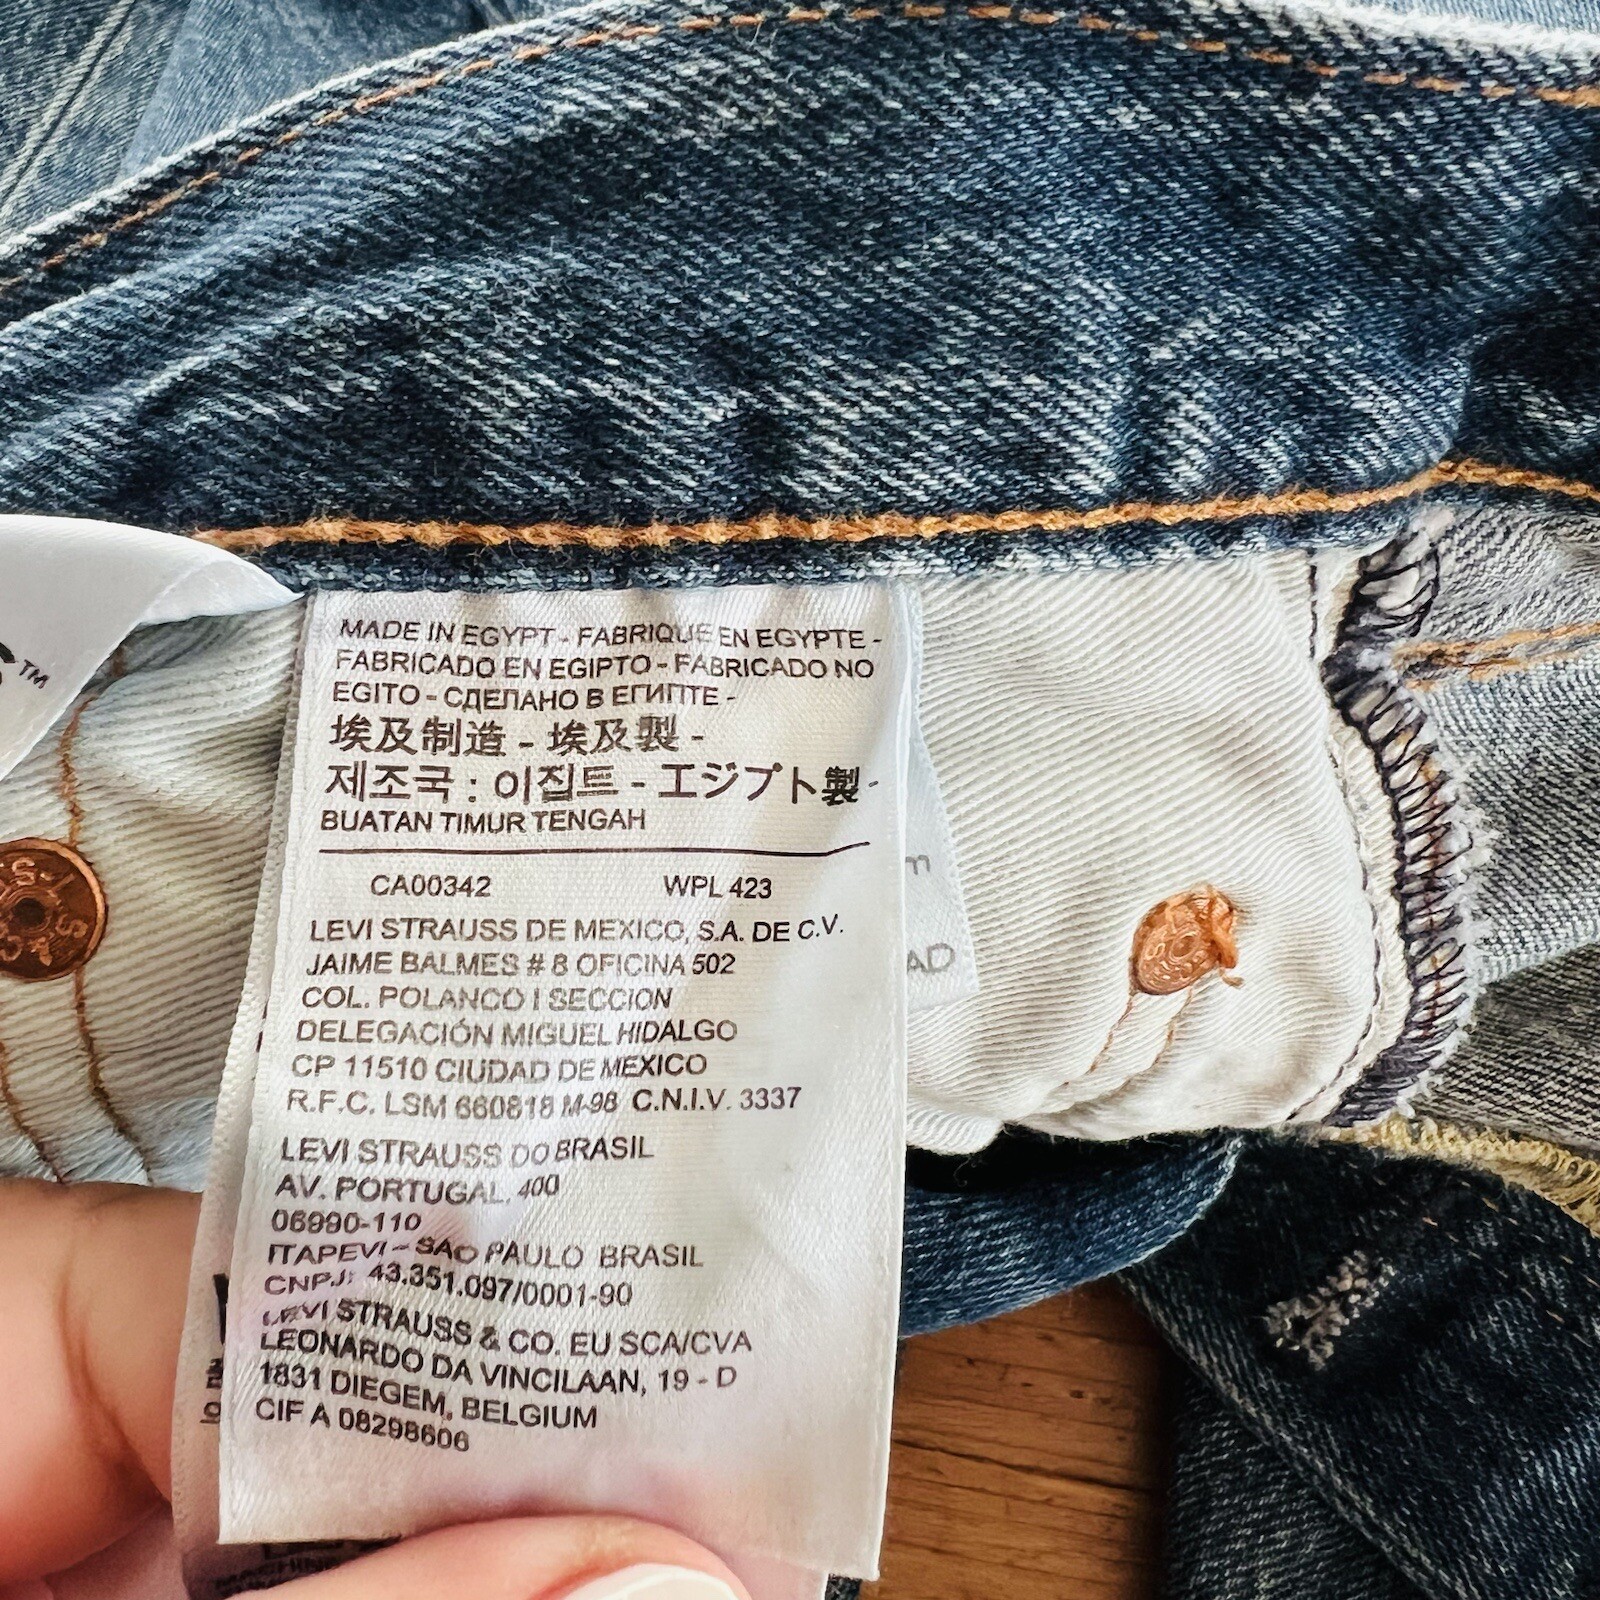 MADE IN EGYPT - FABRIQUE EN EGYPTE -
FABRICADO EN EGIPTO - FABRICADO NO
EGITO - СДЕЛАНО В ЕГИПТЕ -
埃及制造 - 埃及製 -
제조국 : 이집트 - エジプト製 -
BUATAN TIMUR TENGAH
CA00342 WPL 423
LEVI STRAUSS DE MEXICO, S.A. DE C.V.
JAIME BALMES # 8 OFICINA 502
COL. POLANCO I SECCION
DELEGACIÓN MIGUEL HIDALGO
CP 11510 CIUDAD DE MEXICO
R.F.C. LSM 660818 M-98 C.N.I.V. 3337
LEVI STRAUSS DO BRASIL
AV. PORTUGAL, 400
06990-110
ITAPEVI - SAO PAULO BRASIL
CNPJ: 43.351.097/0001-90
LEVI STRAUSS & CO. EU SCA/CVA
LEONARDO DA VINCILAAN, 19 - D
1831 DIEGEM, BELGIUM
CIF A 08298606